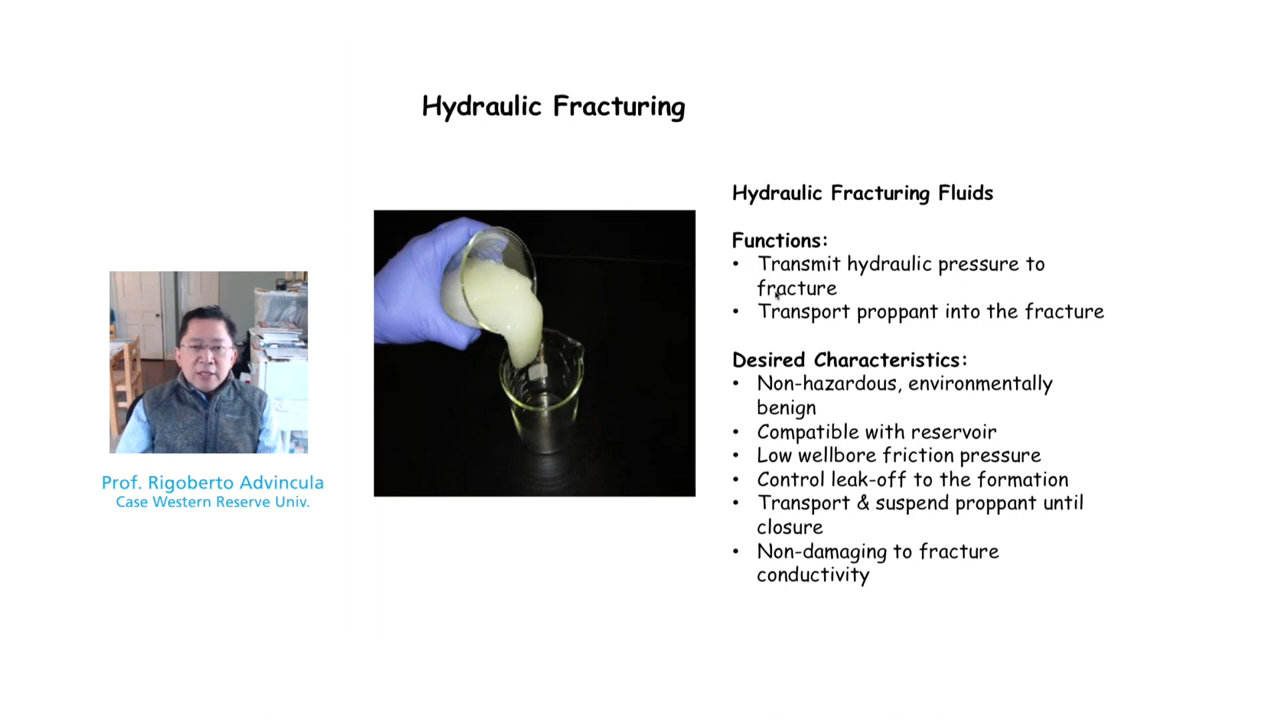 Hydraulic Fracturing
Hydraulic Fracturing Fluids
Functions:
• Transmit hydraulic pressure to
fracture
• Transport proppant into the fracture
Desired Characteristics:
• Non-hazardous, environmentally
benign
• Compatible with reservoir
• Low wellbore friction pressure
• Control leak-off to the formation
• Transport & suspend proppant until
closure
• Non-damaging to fracture
conductivity
Prof. Rigoberto Advincula
Case Western Reserve Univ.